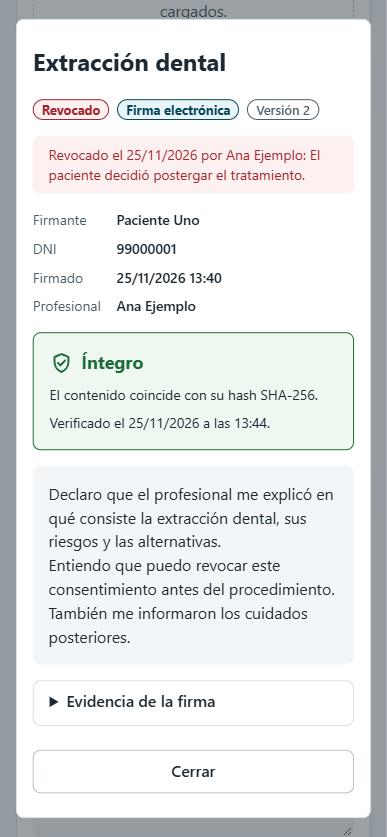 cargados.
Extracción dental
Revocado Firma electrónica Versión 2
Revocado el 25/11/2026 por Ana Ejemplo: El
paciente decidió postergar el tratamiento.
Firmante Paciente Uno
DNI 99000001
Firmado 25/11/2026 13:40
Profesional Ana Ejemplo
Íntegro
El contenido coincide con su hash SHA-256.
Verificado el 25/11/2026 a las 13:44.
Declaro que el profesional me explicó en
qué consiste la extracción dental, sus
riesgos y las alternativas.
Entiendo que puedo revocar este
consentimiento antes del procedimiento.
También me informaron los cuidados
posteriores.
Evidencia de la firma
Cerrar